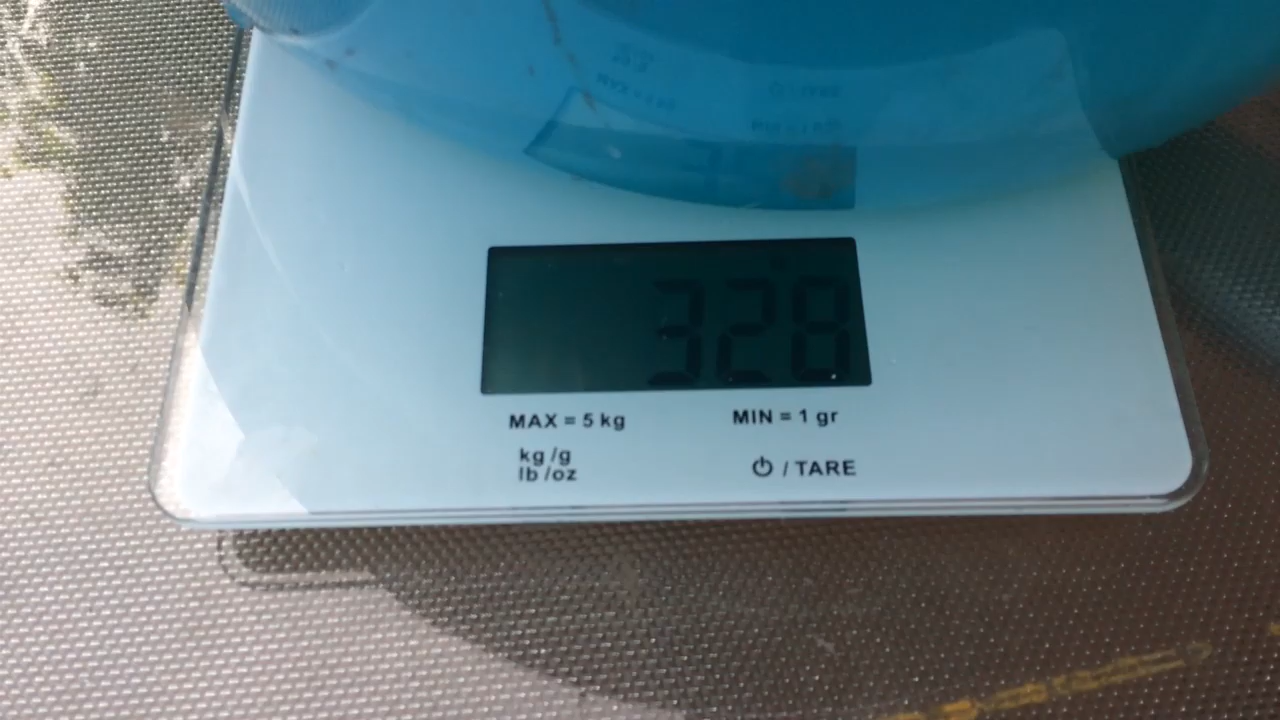 328
MAX = 5 kg
MIN = 1 gr
kg /g
lb /oz
⏻ / TARE